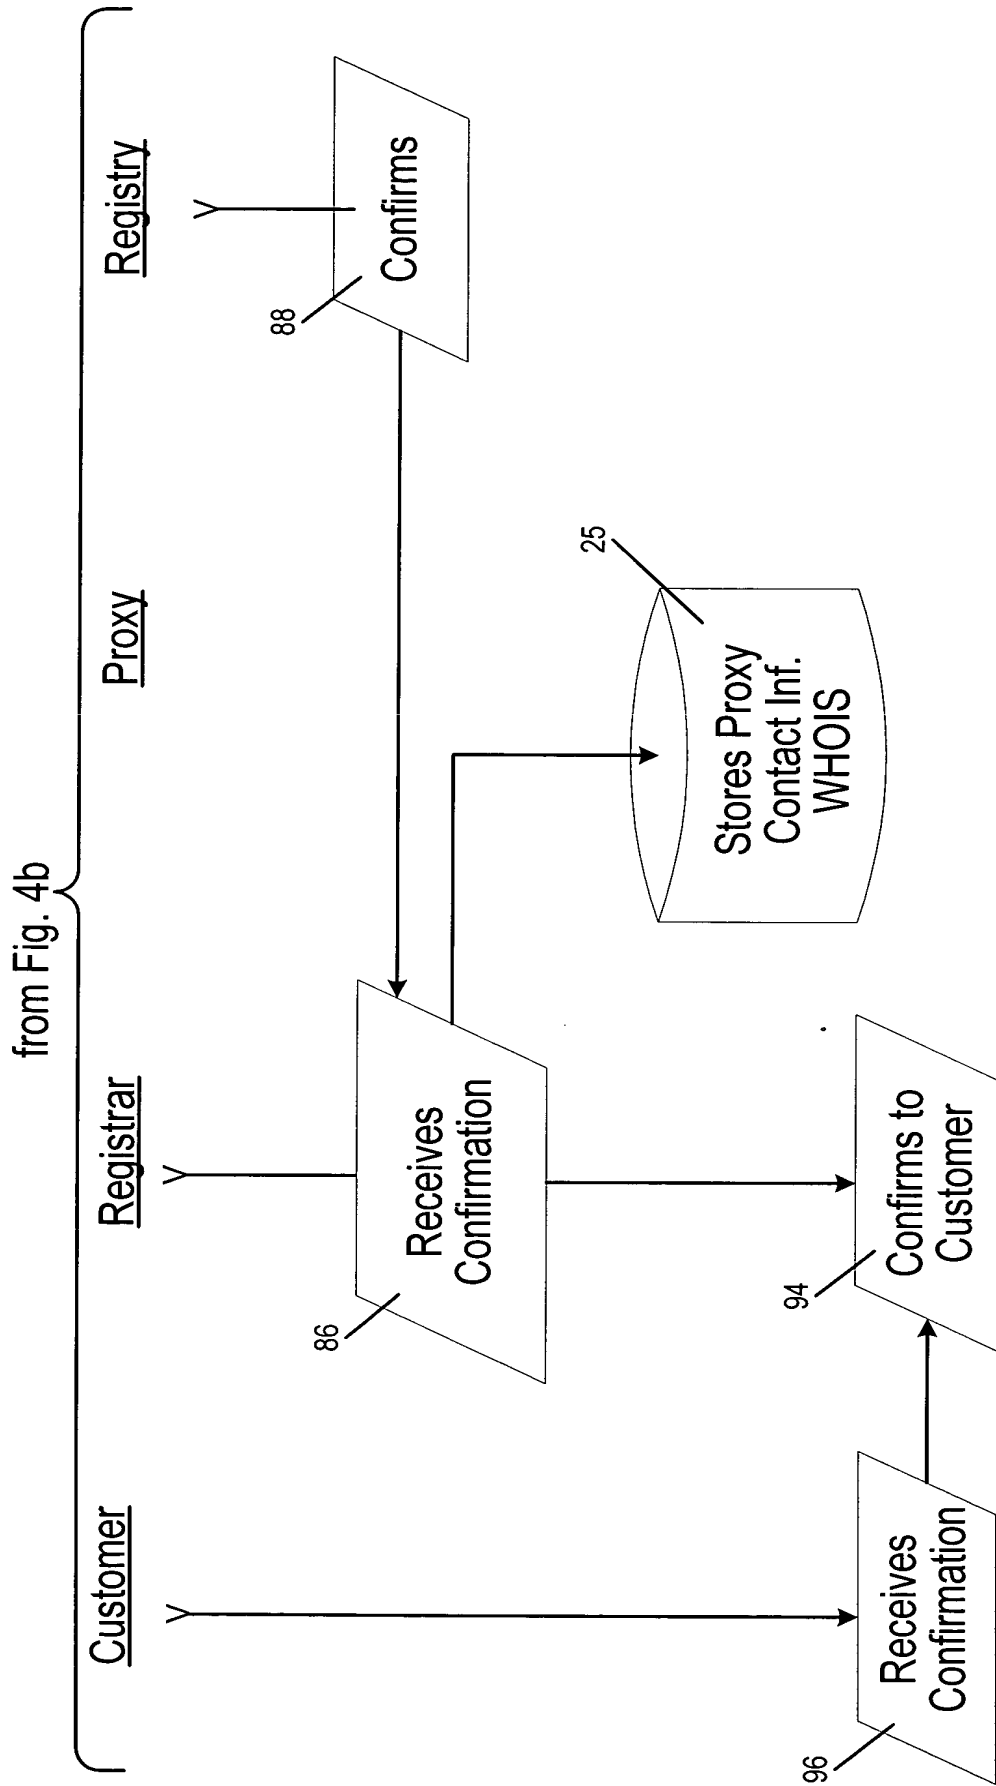 from Fig. 4b
Customer
Registrar
Proxy
Registry
88
Confirms
86
Receives
Confirmation
25
Stores Proxy
Contact Inf.
WHOIS
94
Confirms to
Customer
96
Receives
Confirmation